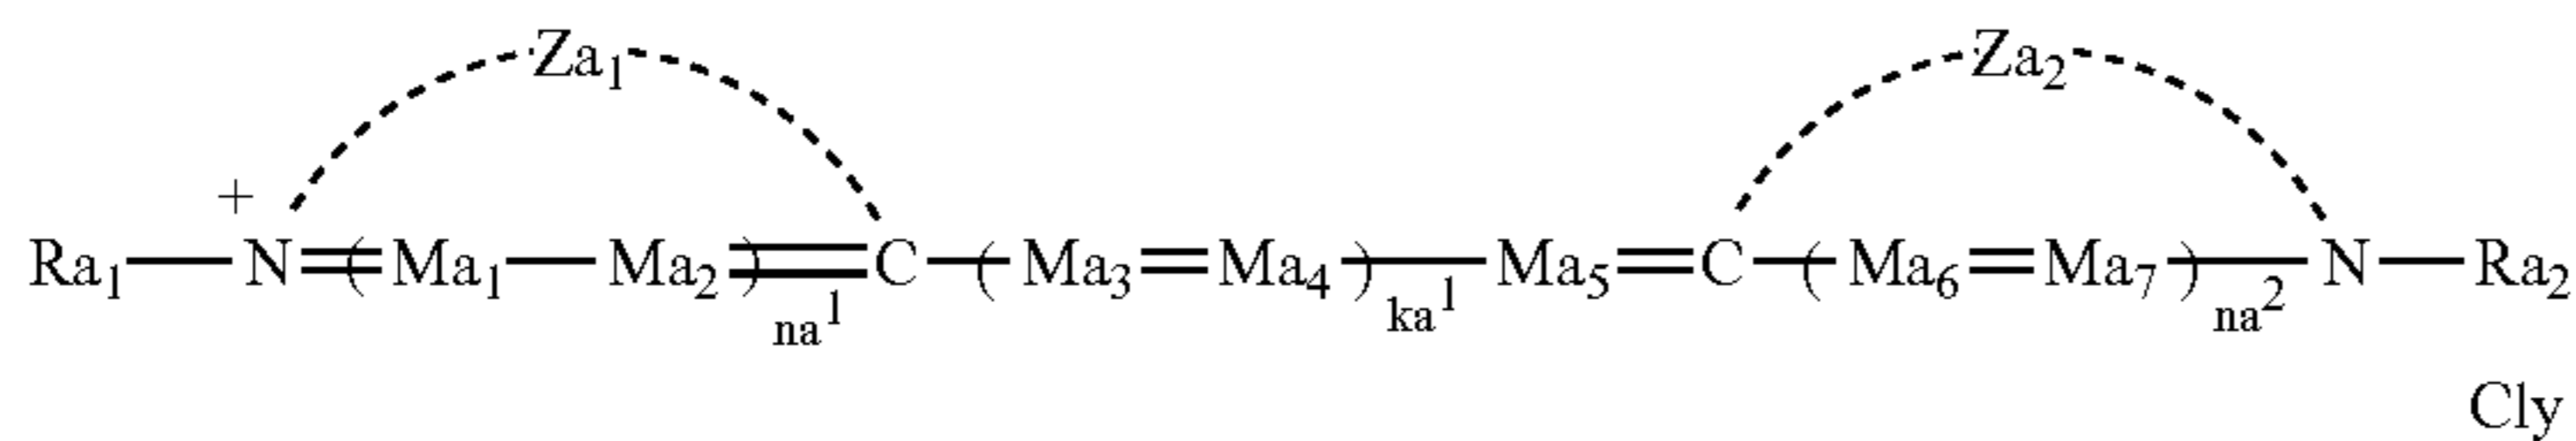 Za₁ Za₂
Ra₁—N⁺=(Ma₁—Ma₂)na¹=C—(Ma₃=Ma₄)ka¹—Ma₅=C—(Ma₆=Ma₇)na²—N—Ra₂
Cly